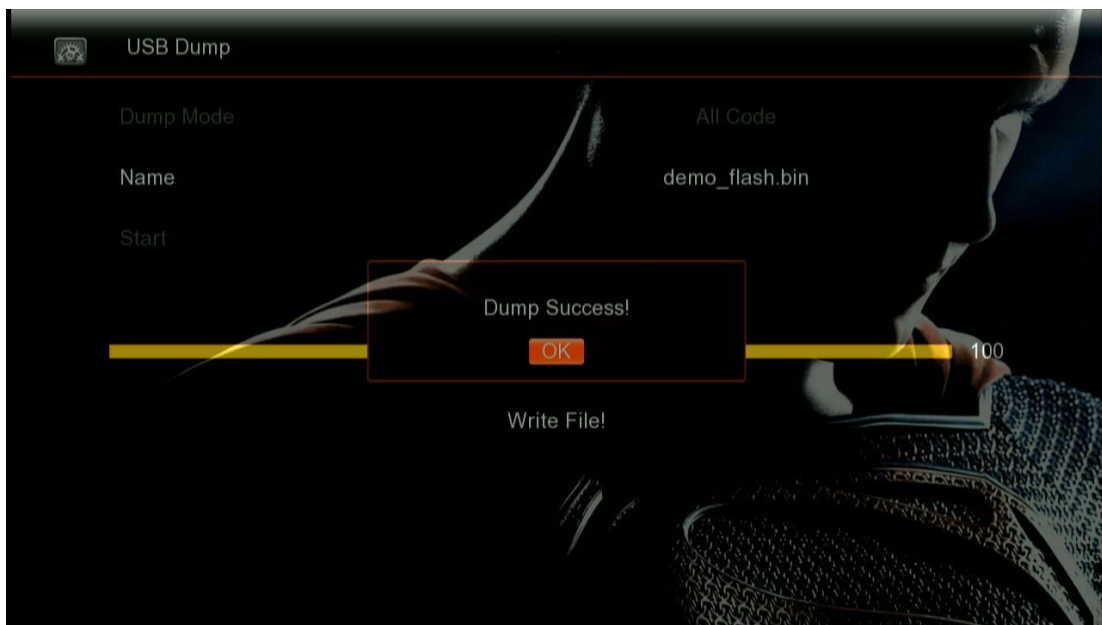 USB Dump
Dump Mode All Code
Name demo_flash.bin
Start
Dump Success!
OK
100
Write File!